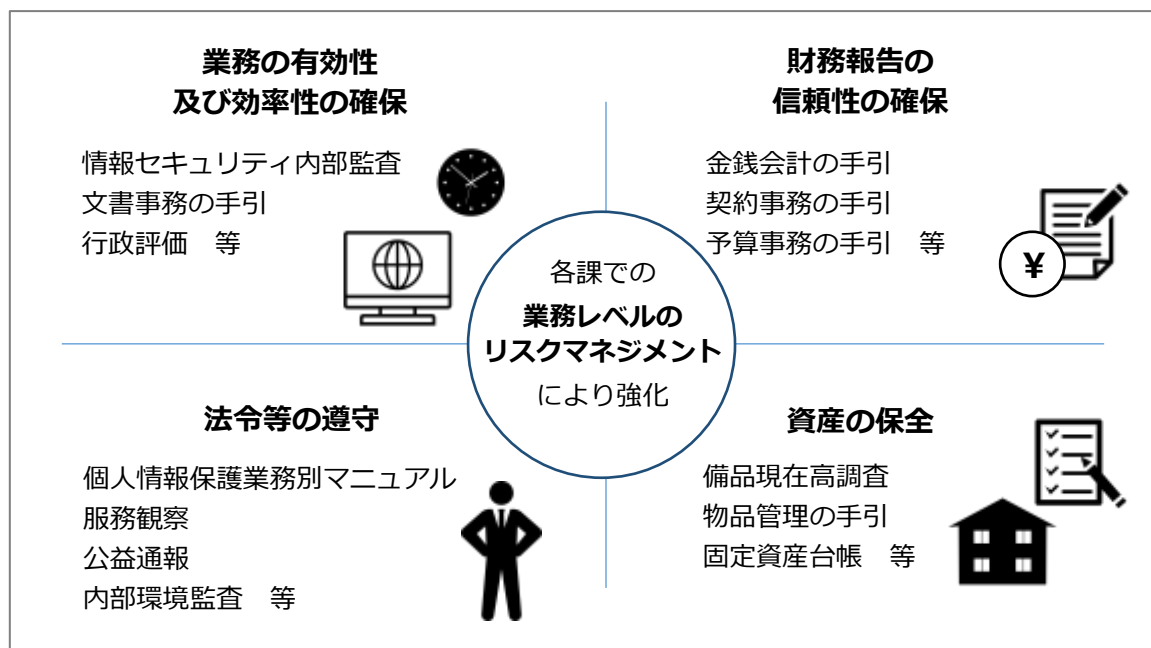 業務の有効性
及び効率性の確保
情報セキュリティ内部監査
文書事務の手引
行政評価　等
財務報告の
信頼性の確保
金銭会計の手引
契約事務の手引
予算事務の手引　等
¥
各課での
業務レベルの
リスクマネジメント
により強化
法令等の遵守
個人情報保護業務別マニュアル
服務観察
公益通報
内部環境監査　等
資産の保全
備品現在高調査
物品管理の手引
固定資産台帳　等